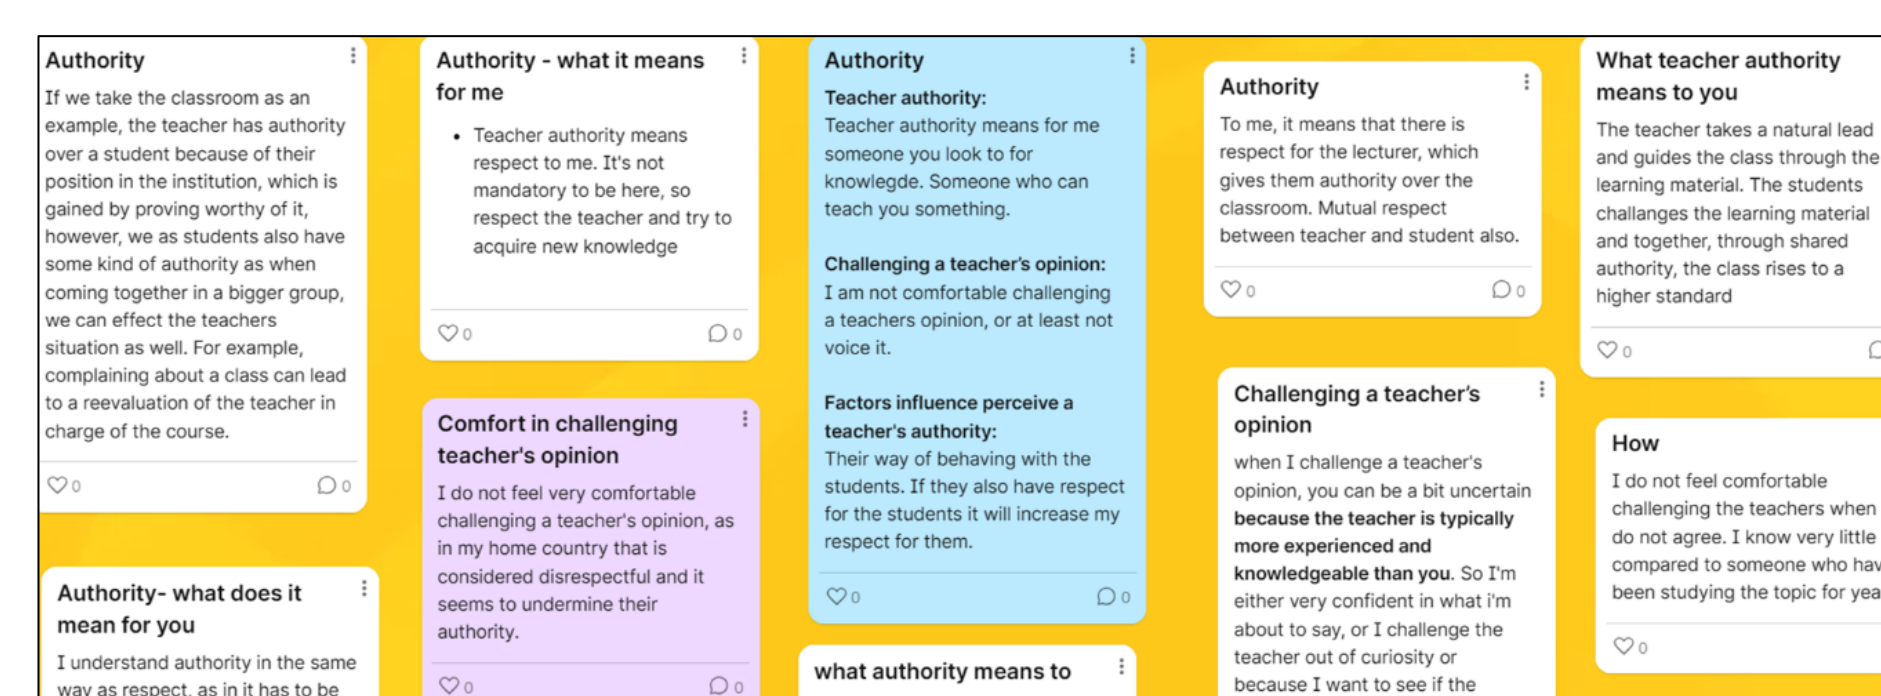 Authority
If we take the classroom as an
example, the teacher has authority
over a student because of their
position in the institution, which is
gained by proving worthy of it,
however, we as students also have
some kind of authority as when
coming together in a bigger group,
we can effect the teachers
situation as well. For example,
complaining about a class can lead
to a reevaluation of the teacher in
charge of the course.
0
0
Authority- what does it
mean for you
I understand authority in the same
way as respect, as in it has to be
Authority - what it means
for me
• Teacher authority means
respect to me. It's not
mandatory to be here, so
respect the teacher and try to
acquire new knowledge
0
0
Comfort in challenging
teacher's opinion
I do not feel very comfortable
challenging a teacher's opinion, as
in my home country that is
considered disrespectful and it
seems to undermine their
authority.
0
0
Authority
Teacher authority:
Teacher authority means for me
someone you look to for
knowlegde. Someone who can
teach you something.
Challenging a teacher's opinion:
I am not comfortable challenging
a teachers opinion, or at least not
voice it.
Factors influence perceive a
teacher's authority:
Their way of behaving with the
students. If they also have respect
for the students it will increase my
respect for them.
0
0
what authority means to
Authority
To me, it means that there is
respect for the lecturer, which
gives them authority over the
classroom. Mutual respect
between teacher and student also.
0
0
Challenging a teacher's
opinion
when I challenge a teacher's
opinion, you can be a bit uncertain
because the teacher is typically
more experienced and
knowledgeable than you. So I'm
either very confident in what i'm
about to say, or I challenge the
teacher out of curiosity or
because I want to see if the
What teacher authority
means to you
The teacher takes a natural lead
and guides the class through the
learning material. The students
challanges the learning material
and together, through shared
authority, the class rises to a
higher standard
0
How
I do not feel comfortable
challenging the teachers when
do not agree. I know very little
compared to someone who hav
been studying the topic for yea
0